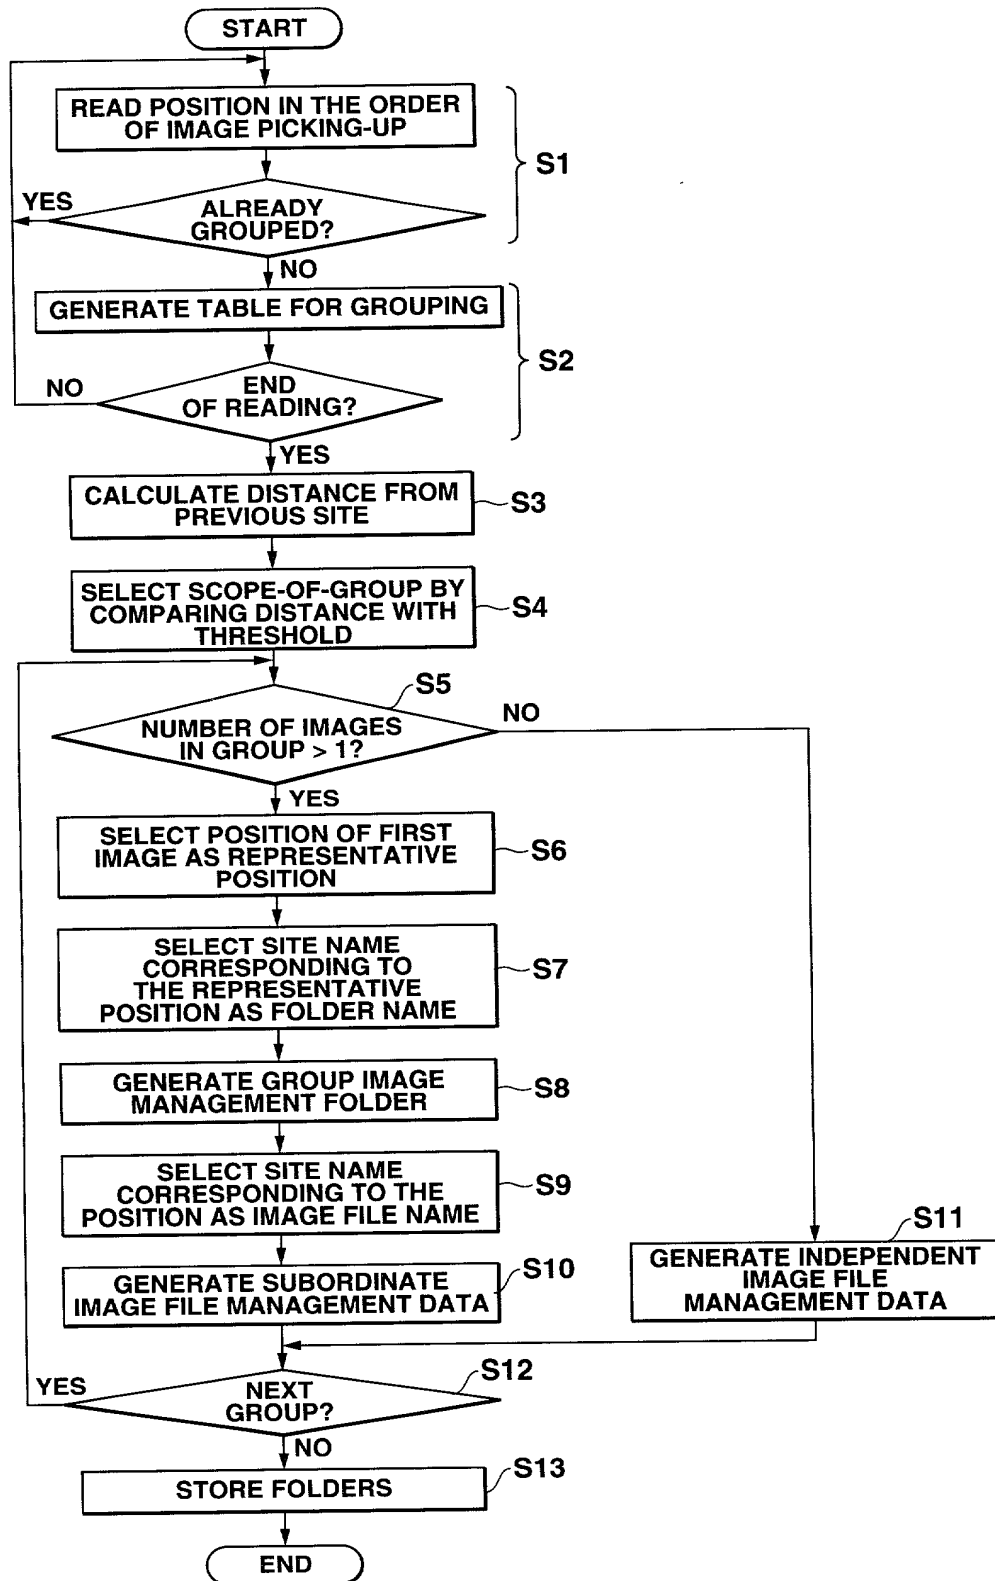 START
READ POSITION IN THE ORDER
OF IMAGE PICKING-UP
S1
YES
ALREADY
GROUPED?
NO
GENERATE TABLE FOR GROUPING
S2
NO
END
OF READING?
YES
CALCULATE DISTANCE FROM
PREVIOUS SITE
S3
SELECT SCOPE-OF-GROUP BY
COMPARING DISTANCE WITH
THRESHOLD
S4
S5
NUMBER OF IMAGES
IN GROUP > 1?
NO
YES
SELECT POSITION OF FIRST
IMAGE AS REPRESENTATIVE
POSITION
S6
SELECT SITE NAME
CORRESPONDING TO
THE REPRESENTATIVE
POSITION AS FOLDER NAME
S7
GENERATE GROUP IMAGE
MANAGEMENT FOLDER
S8
SELECT SITE NAME
CORRESPONDING TO THE
POSITION AS IMAGE FILE NAME
S9
S11
GENERATE INDEPENDENT
IMAGE FILE
MANAGEMENT DATA
GENERATE SUBORDINATE
IMAGE FILE MANAGEMENT DATA
S10
S12
YES
NEXT
GROUP?
NO
STORE FOLDERS
S13
END